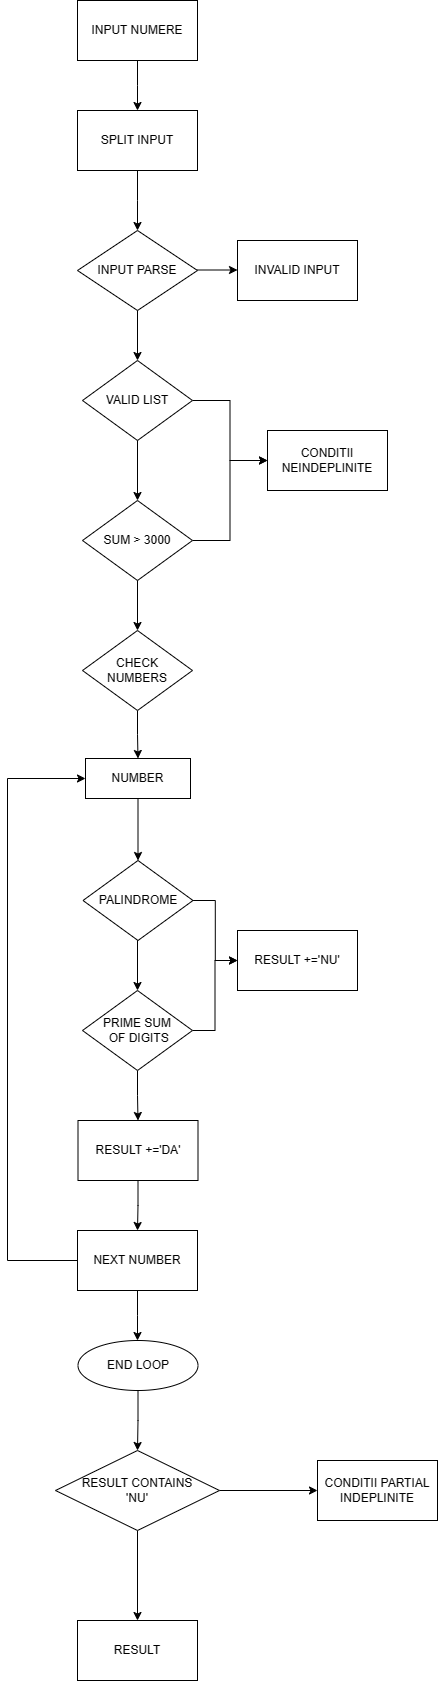 INPUT NUMERE
SPLIT INPUT
INPUT PARSE
INVALID INPUT
VALID LIST
CONDITII
NEINDEPLINITE
SUM > 3000
CHECK
NUMBERS
NUMBER
PALINDROME
RESULT +='NU'
PRIME SUM
OF DIGITS
RESULT +='DA'
NEXT NUMBER
END LOOP
RESULT CONTAINS
'NU'
CONDITII PARTIAL
INDEPLINITE
RESULT